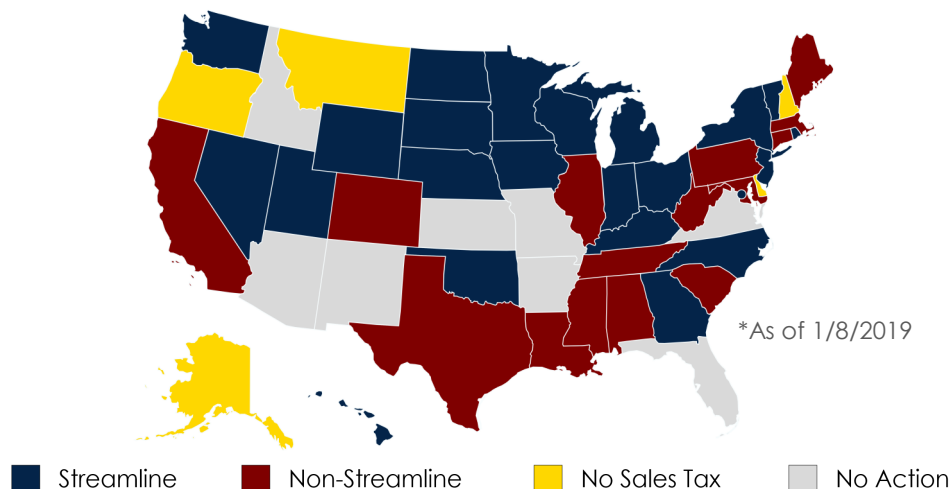 *As of 1/8/2019
Streamline
Non-Streamline
No Sales Tax
No Action